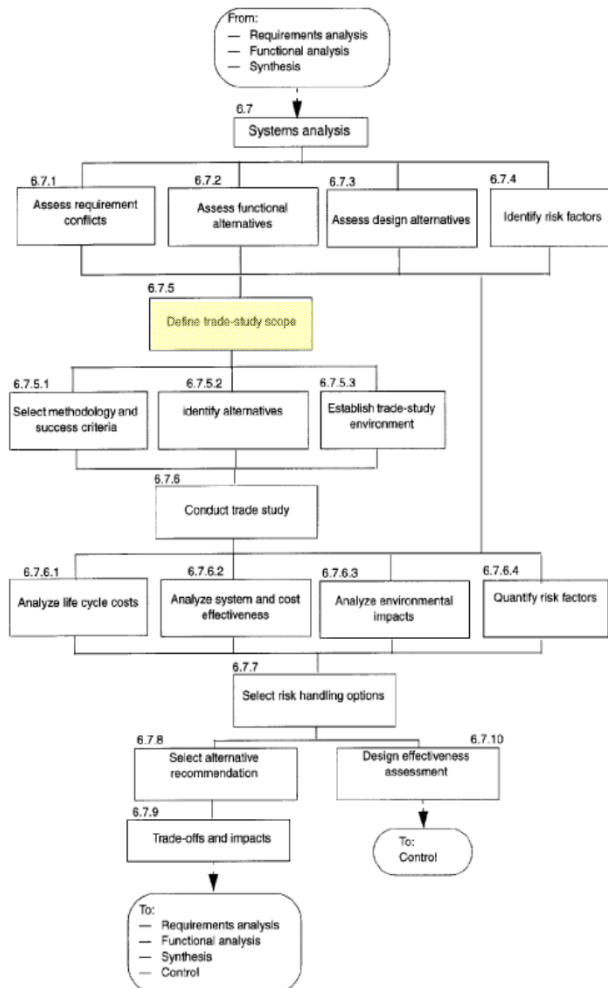 From:
— Requirements analysis
— Functional analysis
— Synthesis
6.7
Systems analysis
6.7.1
Assess requirement
conflicts
6.7.2
Assess functional
alternatives
6.7.3
Assess design alternatives
6.7.4
Identify risk factors
6.7.5
Define trade-study scope
6.7.5.1
Select methodology and
success criteria
6.7.5.2
identify alternatives
6.7.5.3
Establish trade-study
environment
6.7.6
Conduct trade study
6.7.6.1
Analyze life cycle costs
6.7.6.2
Analyze system and cost
effectiveness
6.7.6.3
Analyze environmental
impacts
6.7.6.4
Quantify risk factors
6.7.7
Select risk handling options
6.7.8
Select alternative
recommendation
6.7.10
Design effectiveness
assessment
6.7.9
Trade-offs and impacts
To:
Control
To:
— Requirements analysis
— Functional analysis
— Synthesis
— Control